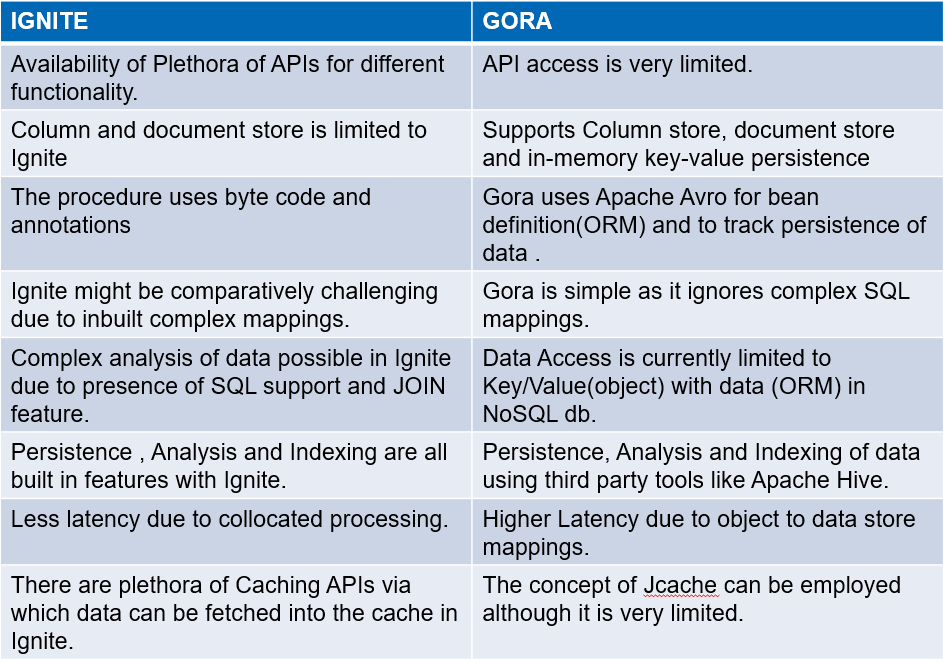 IGNITE
GORA
Availability of Plethora of APIs for different
functionality.
API access is very limited.
Column and document store is limited to
Ignite
Supports Column store, document store
and in-memory key-value persistence
The procedure uses byte code and
annotations
Gora uses Apache Avro for bean
definition(ORM) and to track persistence of
data .
Ignite might be comparatively challenging
due to inbuilt complex mappings.
Gora is simple as it ignores complex SQL
mappings.
Complex analysis of data possible in Ignite
due to presence of SQL support and JOIN
feature.
Data Access is currently limited to
Key/Value(object) with data (ORM) in
NoSQL db.
Persistence , Analysis and Indexing are all
built in features with Ignite.
Persistence, Analysis and Indexing of data
using third party tools like Apache Hive.
Less latency due to collocated processing.
Higher Latency due to object to data store
mappings.
There are plethora of Caching APIs via
which data can be fetched into the cache in
Ignite.
The concept of Jcache can be employed
although it is very limited.